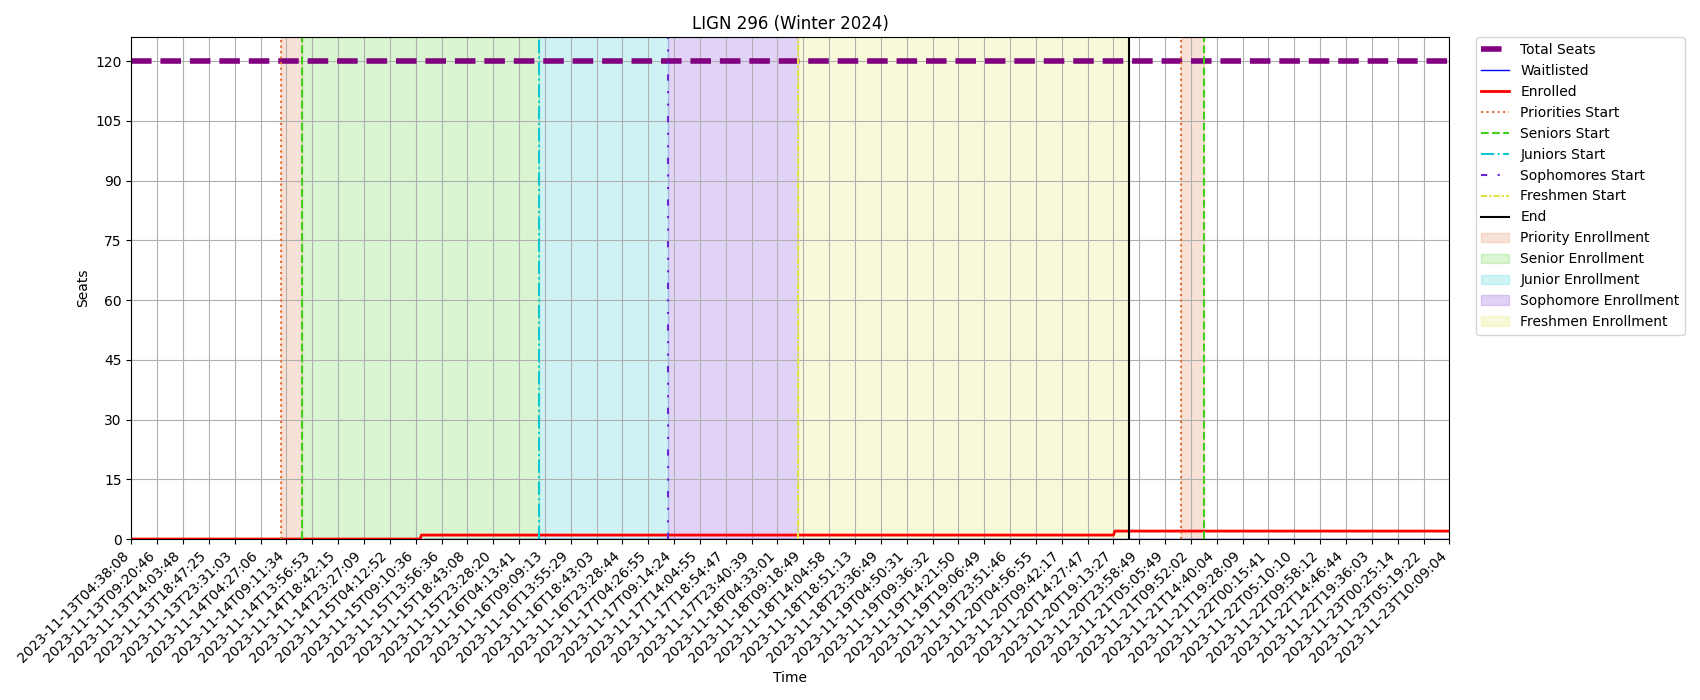 LIGN 296 (Winter 2024)
120
105
90
75
60
45
30
15
0
Seats
2023-11-13T04:38:08
2023-11-13T09:20:46
2023-11-13T14:03:48
2023-11-13T18:47:25
2023-11-13T23:31:03
2023-11-14T04:27:06
2023-11-14T09:11:34
2023-11-14T13:56:53
2023-11-14T18:42:15
2023-11-14T23:27:09
2023-11-15T04:12:52
2023-11-15T09:10:36
2023-11-15T13:56:36
2023-11-15T18:43:08
2023-11-15T23:28:20
2023-11-16T04:13:41
2023-11-16T09:09:13
2023-11-16T13:55:29
2023-11-16T18:43:03
2023-11-16T23:28:44
2023-11-17T04:26:55
2023-11-17T09:14:24
2023-11-17T14:04:55
2023-11-17T18:54:47
2023-11-17T23:40:39
2023-11-18T04:33:01
2023-11-18T09:18:49
2023-11-18T14:04:58
2023-11-18T18:51:13
2023-11-18T23:36:49
2023-11-19T04:50:31
2023-11-19T09:36:32
2023-11-19T14:21:50
2023-11-19T19:06:49
2023-11-19T23:51:46
2023-11-20T04:56:55
2023-11-20T09:42:17
2023-11-20T14:27:47
2023-11-20T19:13:27
2023-11-20T23:58:49
2023-11-21T05:05:49
2023-11-21T09:52:02
2023-11-21T14:40:04
2023-11-21T19:28:09
2023-11-22T00:15:41
2023-11-22T05:10:10
2023-11-22T09:58:12
2023-11-22T14:46:44
2023-11-22T19:36:03
2023-11-23T00:25:14
2023-11-23T05:19:22
2023-11-23T10:09:04
Time
Total Seats
Waitlisted
Enrolled
Priorities Start
Seniors Start
Juniors Start
Sophomores Start
Freshmen Start
End
Priority Enrollment
Senior Enrollment
Junior Enrollment
Sophomore Enrollment
Freshmen Enrollment